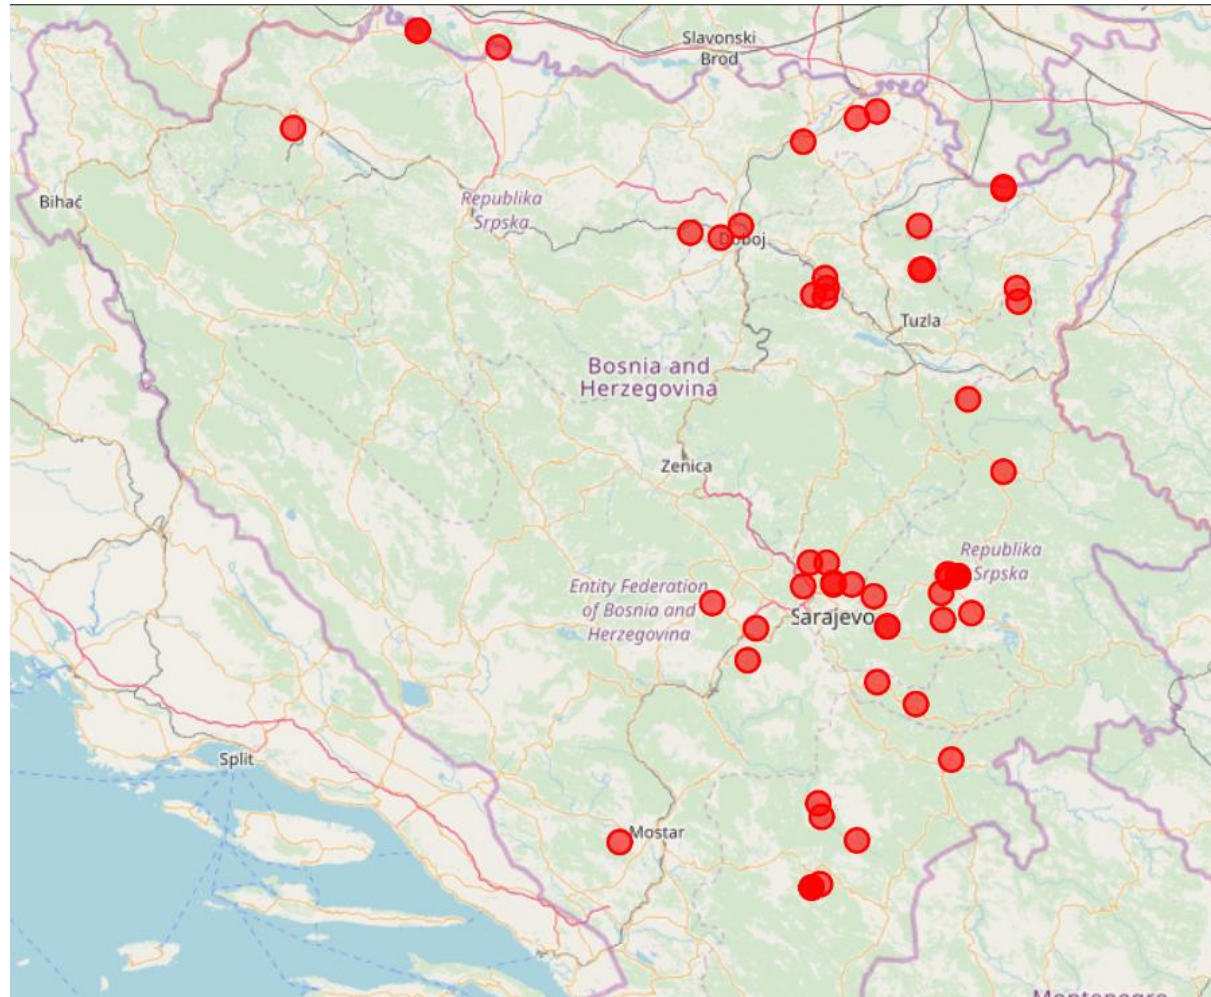 Slavonski
Brod
Bihać
Republika
Srpska
Doboj
Tuzla
Bosnia and
Herzegovina
Zenica
Republika
Srpska
Entity Federation
of Bosnia and
Herzegovina
Sarajevo
Split
Mostar
Montenegro